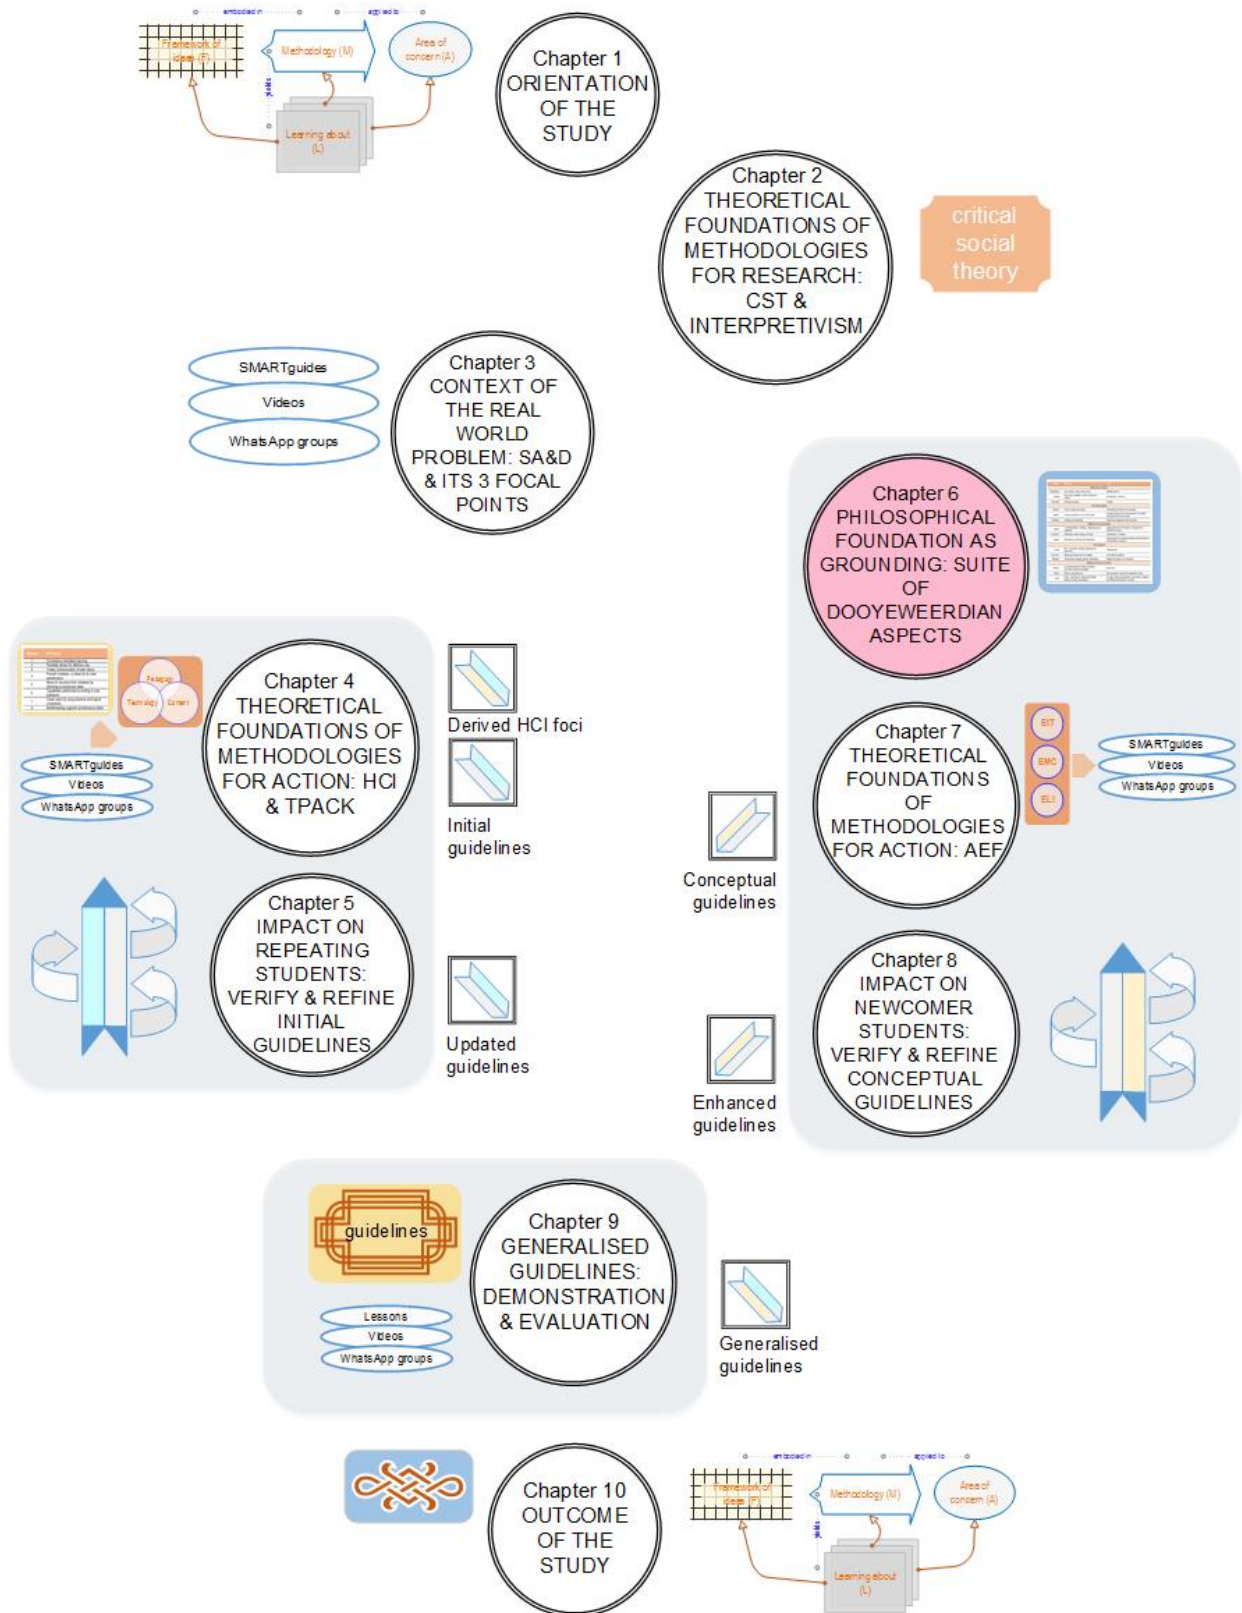 embodied in
applied to
Framework of
ideas (F)
Methodology (M)
Area of
concern (A)
yields
Learning about
(L)
Chapter 1
ORIENTATION
OF THE
STUDY
Chapter 2
THEORETICAL
FOUNDATIONS OF
METHODOLOGIES
FOR RESEARCH:
CST &
INTERPRETIVISM
critical
social
theory
SMARTguides
Videos
WhatsApp groups
Chapter 3
CONTEXT OF
THE REAL
WORLD
PROBLEM: SA&D
& ITS 3 FOCAL
POINTS
Chapter 6
PHILOSOPHICAL
FOUNDATION AS
GROUNDING: SUITE
OF
DOOYEWEERDIAN
ASPECTS
Pedagogy
Technology
Content
SMARTguides
Videos
WhatsApp groups
Chapter 4
THEORETICAL
FOUNDATIONS OF
METHODOLOGIES
FOR ACTION: HCI
& TPACK
Derived HCI foci
Initial
guidelines
Chapter 7
THEORETICAL
FOUNDATIONS
OF
METHODOLOGIES
FOR ACTION: AEF
EIT
EMC
ELI
SMARTguides
Videos
WhatsApp groups
Conceptual
guidelines
Chapter 5
IMPACT ON
REPEATING
STUDENTS:
VERIFY & REFINE
INITIAL
GUIDELINES
Updated
guidelines
Chapter 8
IMPACT ON
NEWCOMER
STUDENTS:
VERIFY & REFINE
CONCEPTUAL
GUIDELINES
Enhanced
guidelines
guidelines
Lessons
Videos
WhatsApp groups
Chapter 9
GENERALISED
GUIDELINES:
DEMONSTRATION
& EVALUATION
Generalised
guidelines
Chapter 10
OUTCOME
OF THE
STUDY
embodied in
applied to
Framework of
ideas (F)
Methodology (M)
Area of
concern (A)
yields
Learning about
(L)